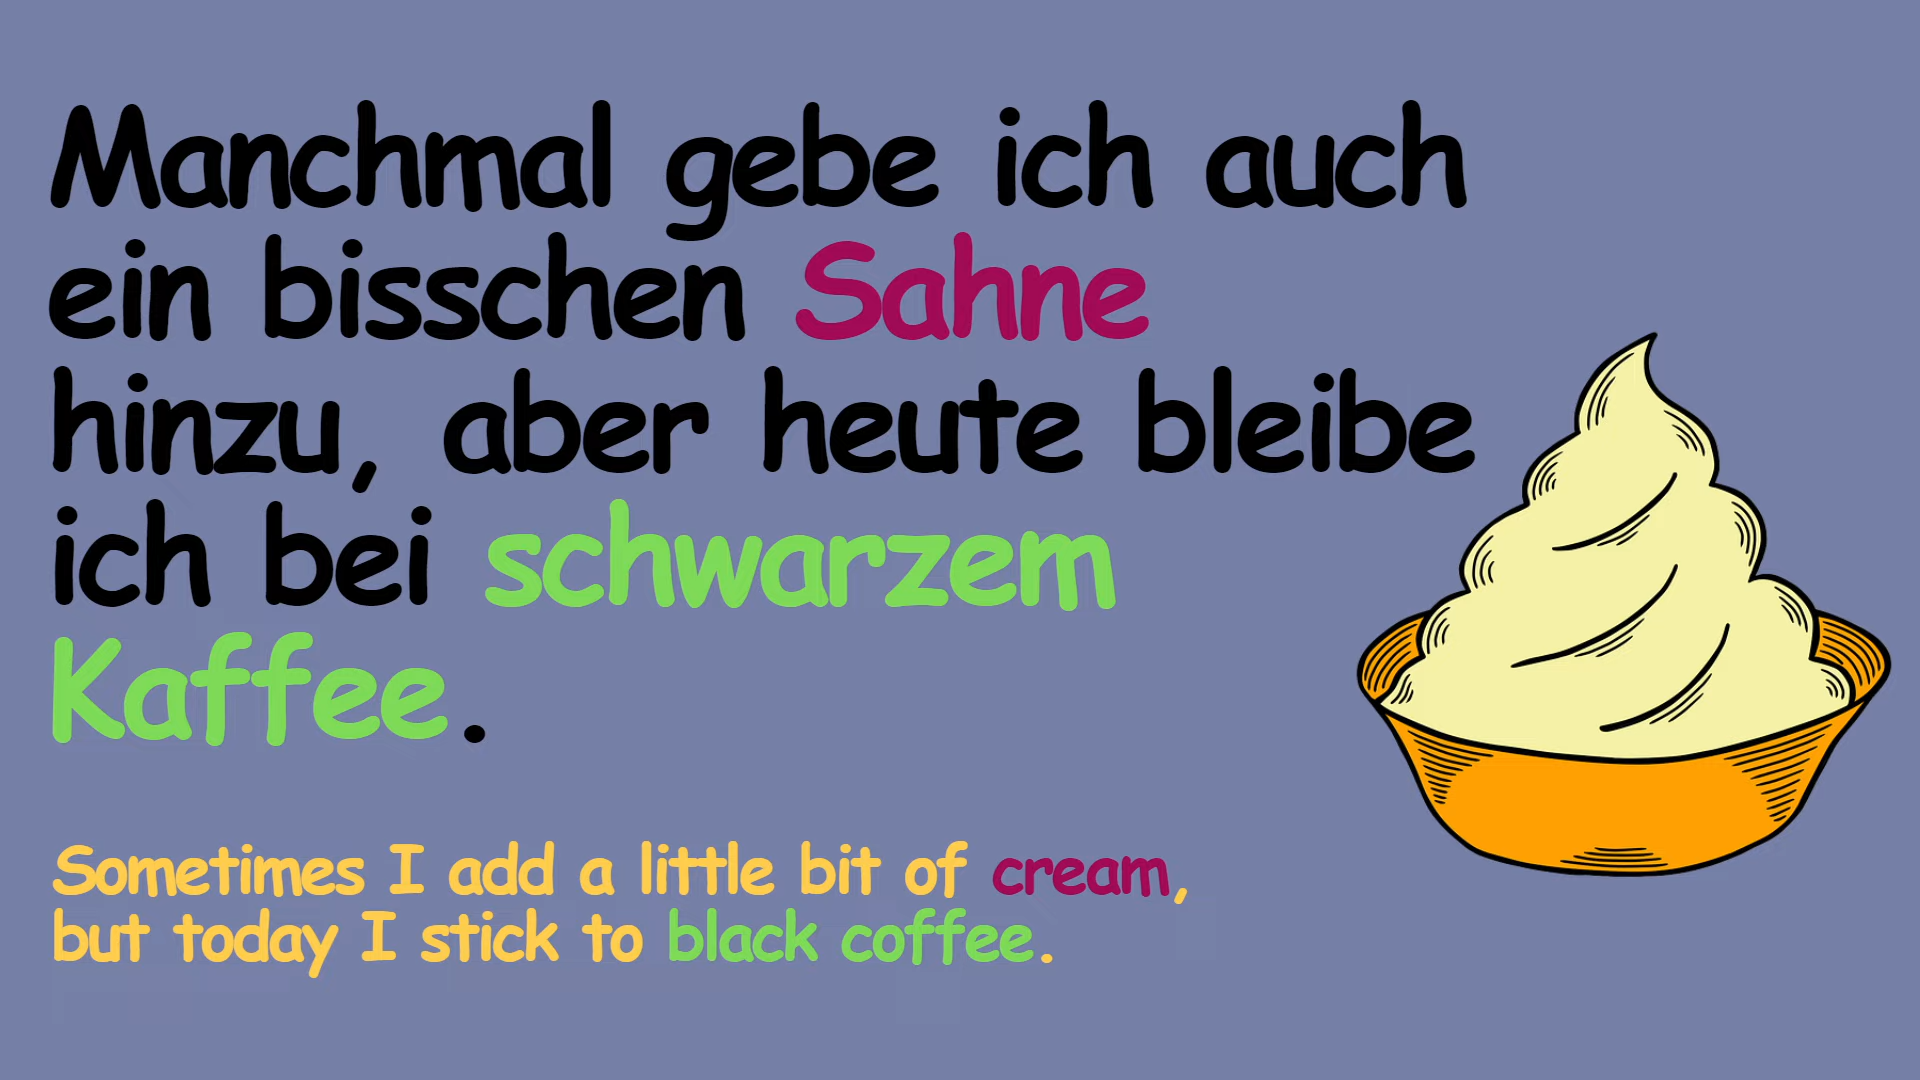 Manchmal gebe ich auch
ein bisschen Sahne
hinzu, aber heute bleibe
ich bei schwarzem
Kaffee.
Sometimes I add a little bit of cream,
but today I stick to black coffee.